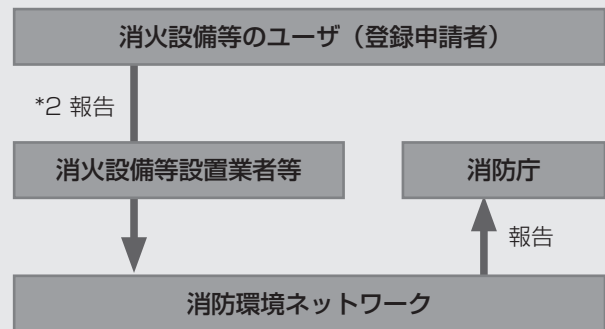 消火設備等のユーザ（登録申請者）
*2 報告
消火設備等設置業者等
消防庁
報告
消防環境ネットワーク